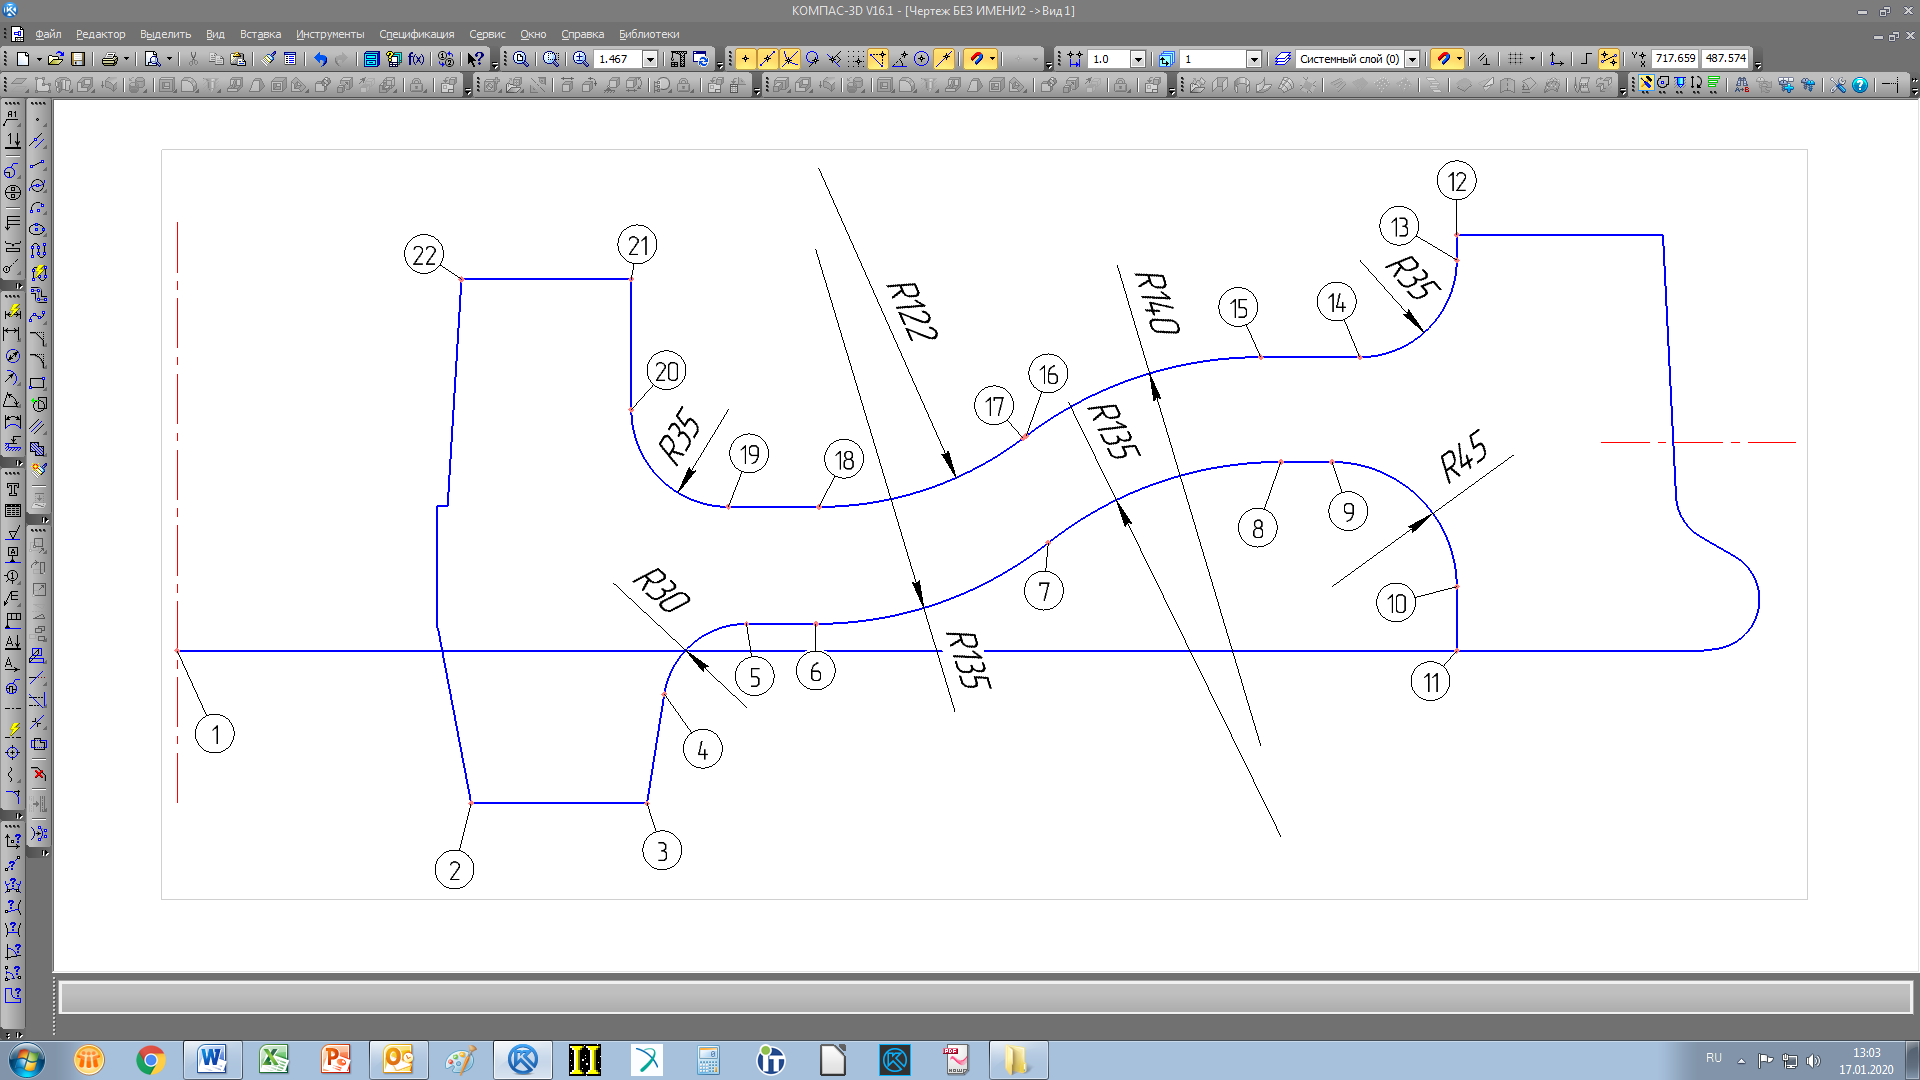 КОМПАС-3D V16.1 - [Чертеж БЕЗ ИМЕНИ2 ->Вид 1]
Файл Редактор Выделить Вид Вставка Инструменты Спецификация Сервис Окно Справка Библиотеки
1.467 1.0 1 Системный слой (0) 717.659 487.574
12
13
22
21
R122
R140
R35
15
14
20
16
17
R35
R135
19
18
R45
8
9
R30
7
10
5
6
R135
11
1
4
2
3
RU
13:03
17.01.2020